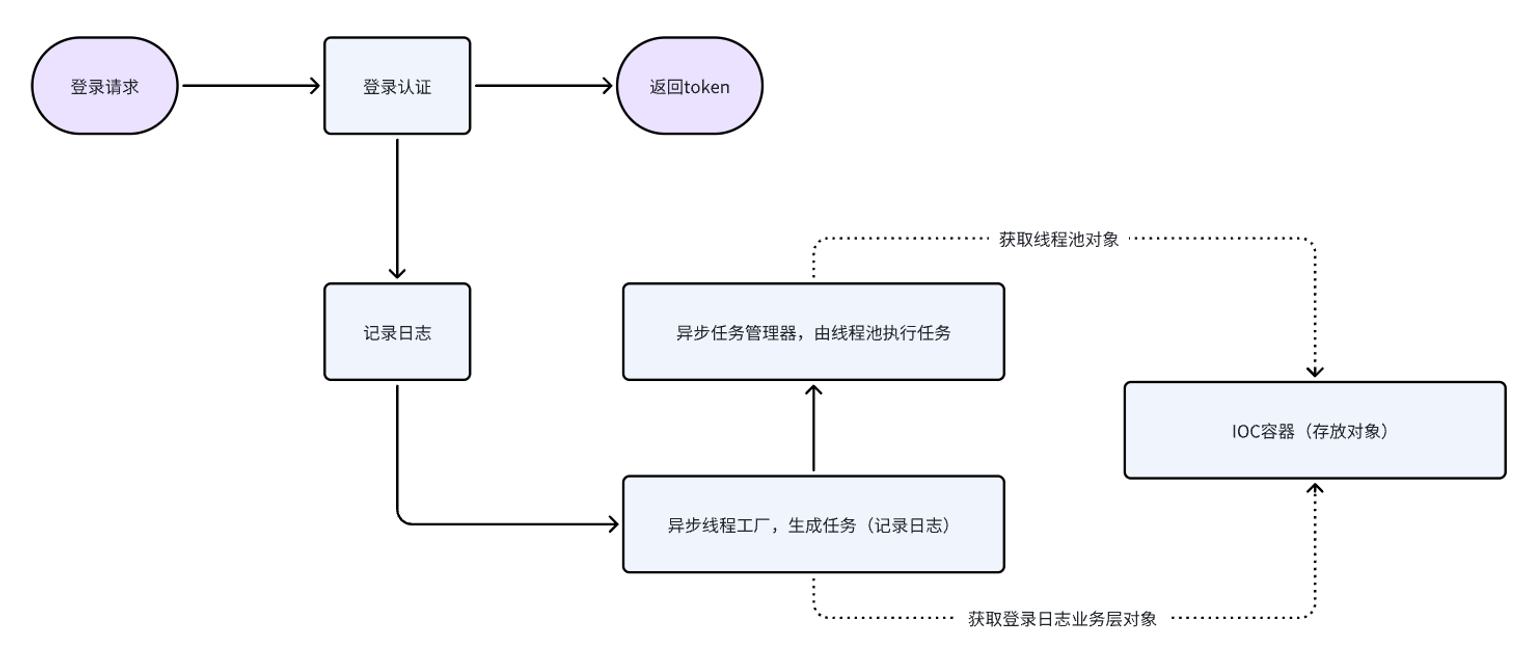 登录请求
登录认证
返回token
获取线程池对象
记录日志
异步任务管理器，由线程池执行任务
IOC容器（存放对象）
异步线程工厂，生成任务（记录日志）
获取登录日志业务层对象